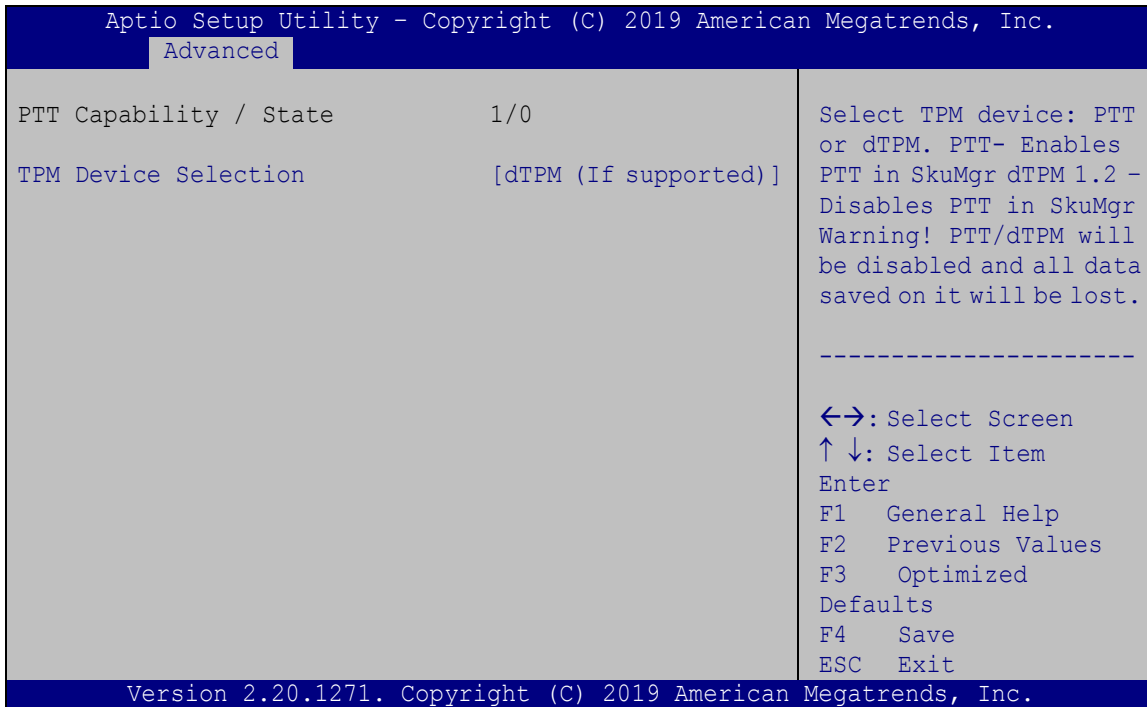 Aptio Setup Utility – Copyright (C) 2019 American Megatrends, Inc.
Advanced
PTT Capability / State 1/0
TPM Device Selection [dTPM (If supported)]
Select TPM device: PTT
or dTPM. PTT- Enables
PTT in SkuMgr dTPM 1.2 –
Disables PTT in SkuMgr
Warning! PTT/dTPM will
be disabled and all data
saved on it will be lost.
----------------------
←→: Select Screen
↑ ↓: Select Item
Enter
F1 General Help
F2 Previous Values
F3 Optimized
Defaults
F4 Save
ESC Exit
Version 2.20.1271. Copyright (C) 2019 American Megatrends, Inc.